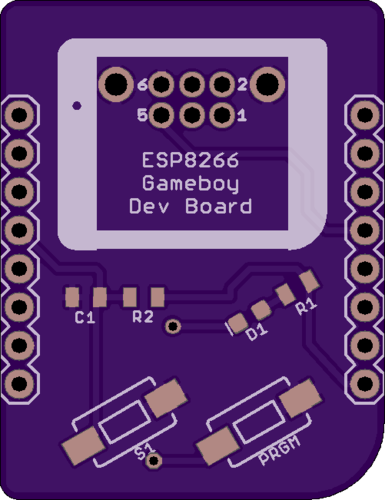 6 2
5 1
ESP8266
Gameboy
Dev Board
C1 R2 D1 R1
S1 PRGM